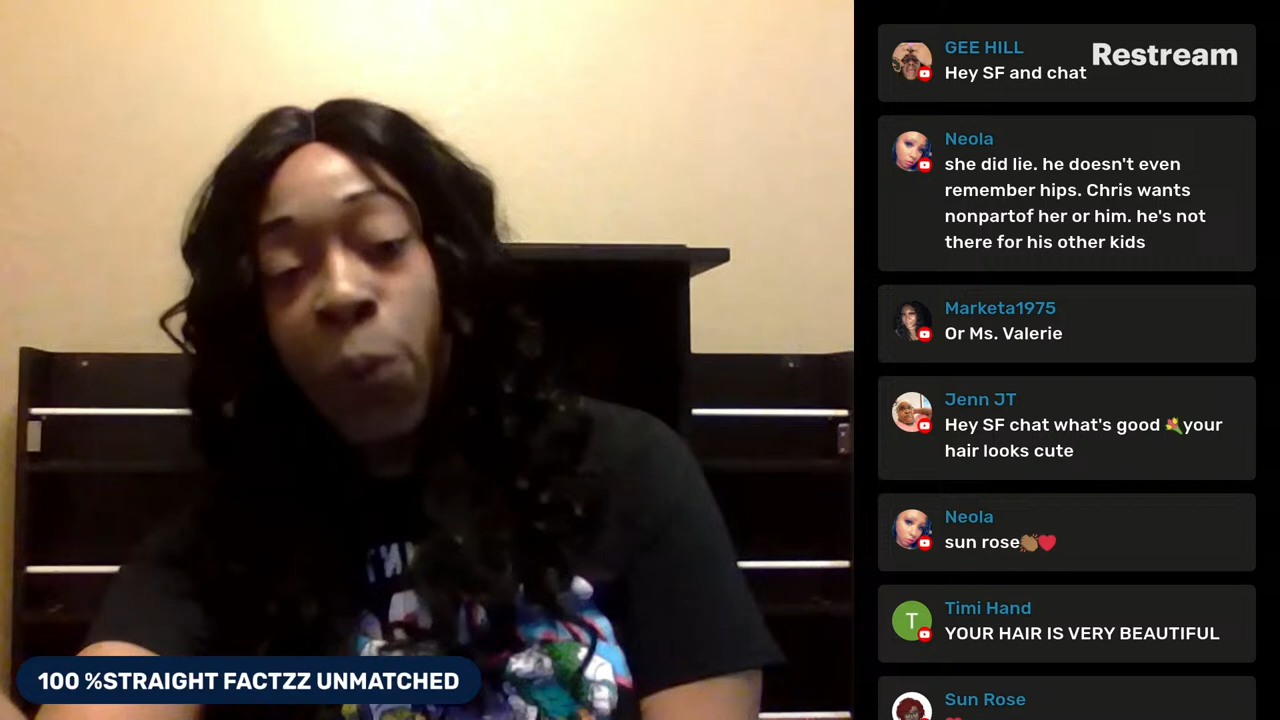 GEE HILL
Restream
Hey SF and chat
Neola
she did lie. he doesn't even
remember hips. Chris wants
nonpartof her or him. he's not
there for his other kids
Marketa1975
Or Ms. Valerie
Jenn JT
Hey SF chat what's good 💐your
hair looks cute
Neola
sun rose👏🏾❤️
T
Timi Hand
YOUR HAIR IS VERY BEAUTIFUL
Sun Rose
100 %STRAIGHT FACTZZ UNMATCHED